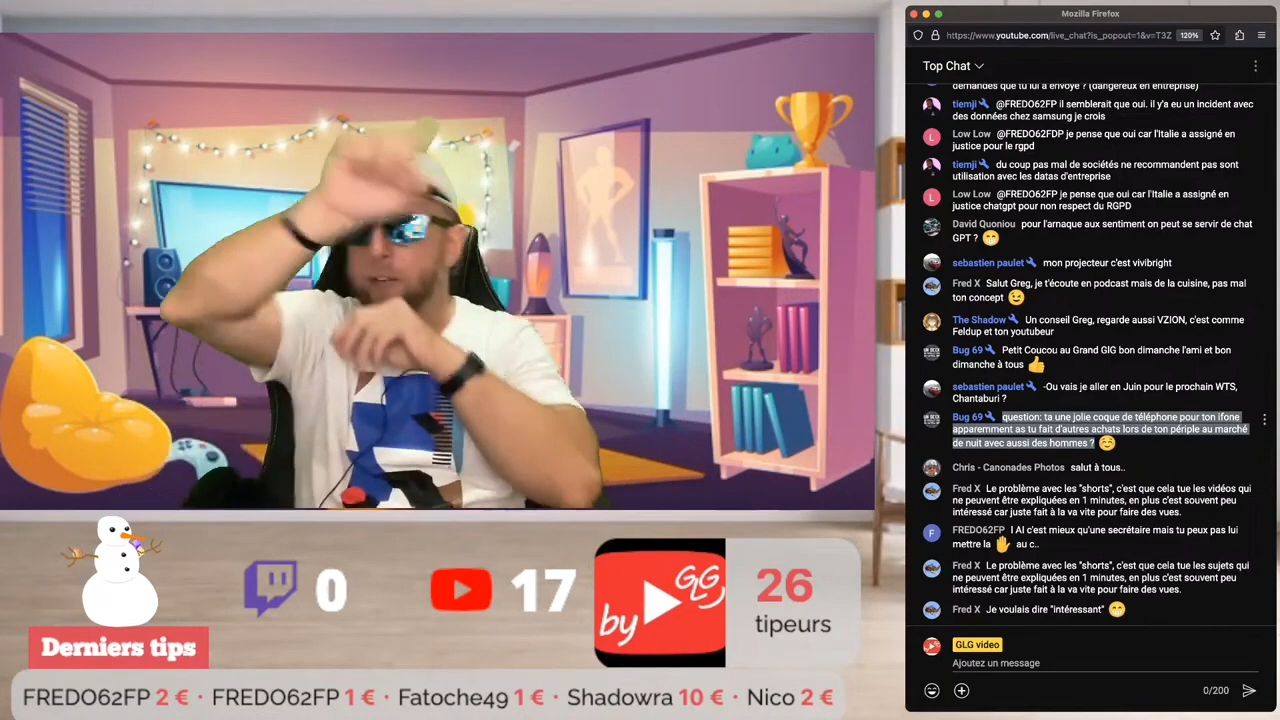 Mozilla Firefox
https://www.youtube.com/live_chat?is_popout=1&v=T3Z
120%
Top Chat
demandes que tu lui a envoyé ? (dangereux en entreprise)
tiemji @FREDO62FP il semblerait que oui. il y'a eu un incident avec
des données chez samsung je crois
Low Low @FREDO62FDP je pense que oui car l'Italie a assigné en
justice pour le rgpd
tiemji du coup pas mal de sociétés ne recommandent pas son
utilisation avec les datas d'entreprise
Low Low @FREDO62FP je pense que oui car l'Italie a assigné en
justice chatgpt pour non respect du RGPD
David Quoniou pour l'arnaque aux sentiment on peut se servir de chat
GPT ? 😁
sebastien paulet mon projecteur c'est vivibright
Fred X Salut Greg, je t'écoute en podcast mais de la cuisine, pas mal
ton concept 😉
The Shadow Un conseil Greg, regarde aussi VZION, c'est comme
Feldup et ton youtubeur
Bug 69 Petit Coucou au Grand GIG bon dimanche l'ami et bon
dimanche à tous 👍
sebastien paulet -Ou vais je aller en Juin pour le prochain WTS,
Chantaburi ?
Bug 69 question: ta une jolie coque de téléphone pour ton ifone
apparemment as tu fait d'autres achats lors de ton périple au marché
de nuit avec aussi des hommes ? ☺️
Chris - Canonades Photos salut à tous..
Fred X Le problème avec les "shorts", c'est que cela tue les vidéos qui
ne peuvent être expliquées en 1 minutes, en plus c'est souvent peu
intéressé car juste fait à la va vite pour faire des vues.
F
FREDO62FP l AI c'est mieux qu'une secrétaire mais tu peux pas lui
mettre la ✋ au c..
Fred X Le problème avec les "shorts", c'est que cela tue les sujets qui
ne peuvent être expliquées en 1 minutes, en plus c'est souvent peu
intéressé car juste fait à la va vite pour faire des vues.
Fred X Je voulais dire "intéressant" 😁
GLG video
Ajoutez un message
0/200
0
17
by GLG
26
tipeurs
Derniers tips
FREDO62FP 2 € · FREDO62FP 1 € · Fatoche49 1 € · Shadowra 10 € · Nico 2 €